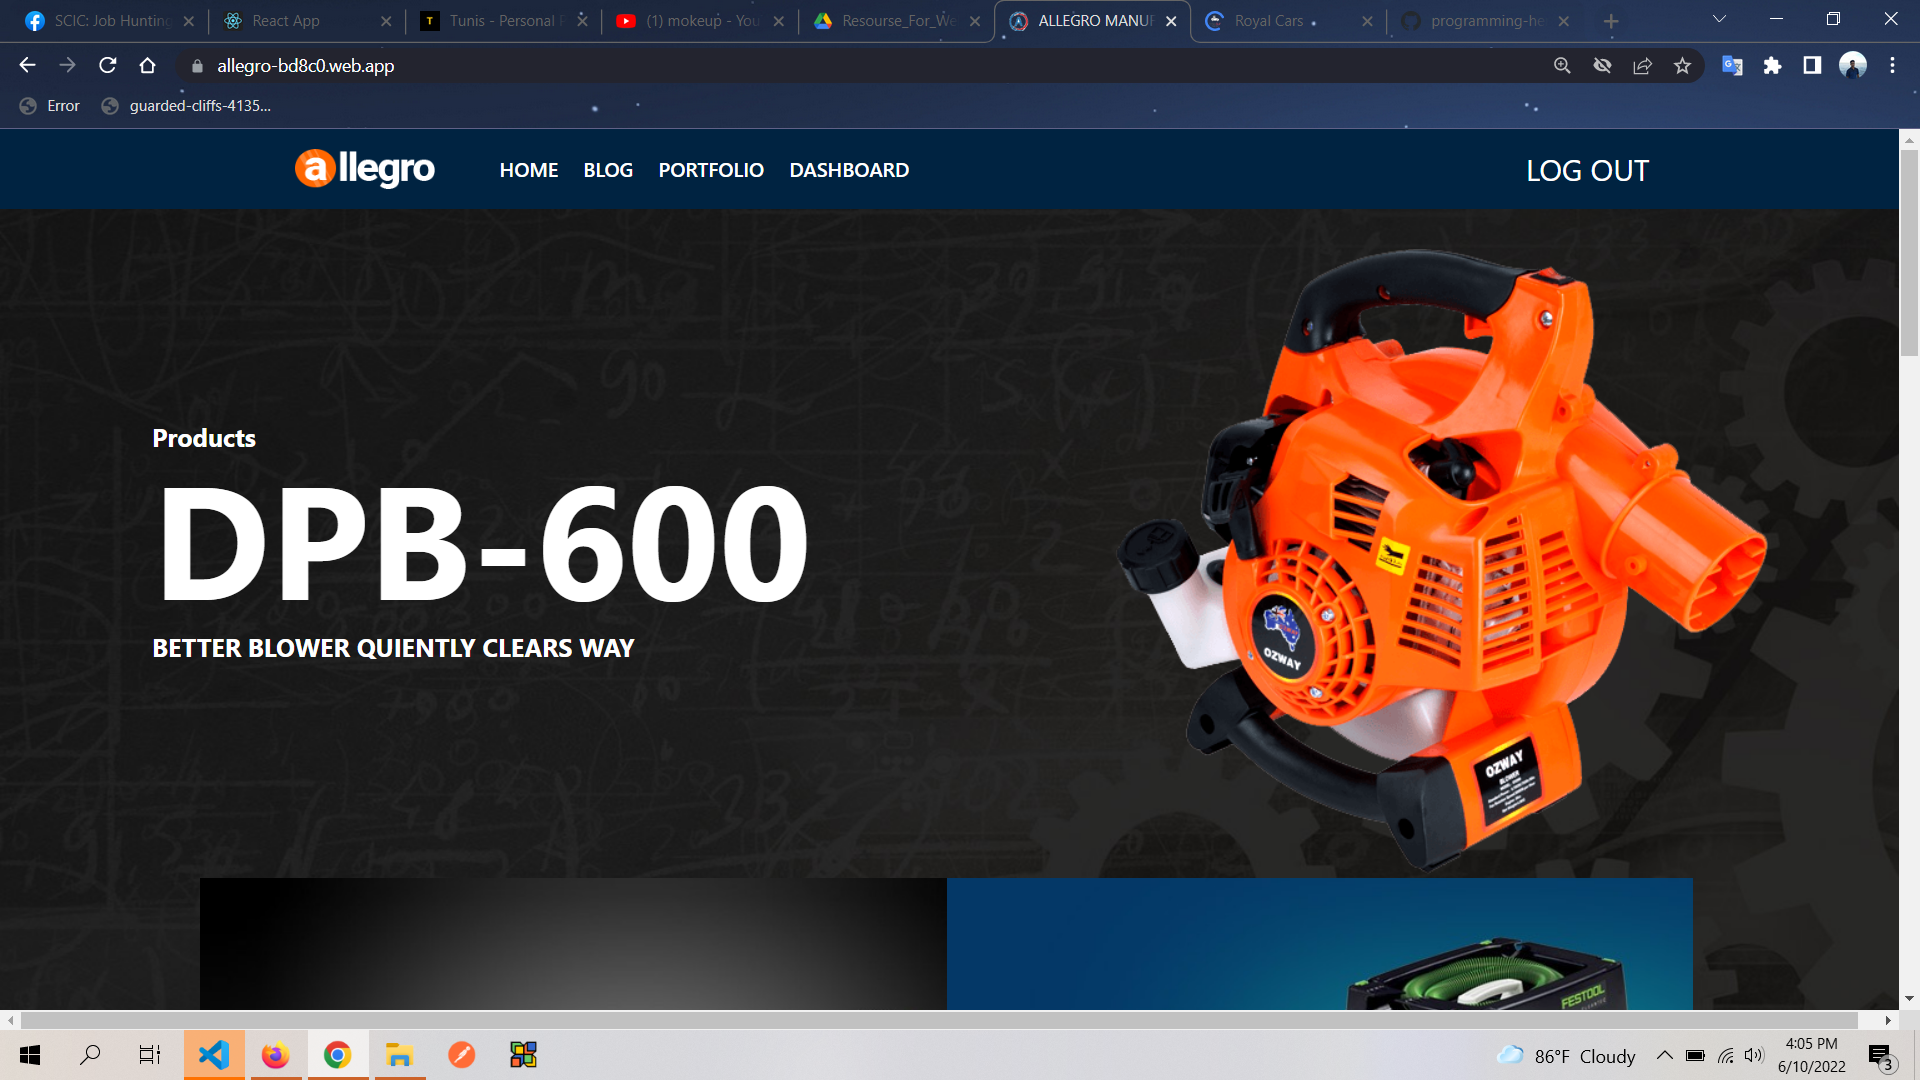 SCIC: Job Hunting
React App
Tunis - Personal
(1) mokeup - You
Resourse_For_We
ALLEGRO MANUF
Royal Cars
programming-he
allegro-bd8c0.web.app
Error
guarded-cliffs-4135...
allegro
HOME
BLOG
PORTFOLIO
DASHBOARD
LOG OUT
Products
DPB-600
BETTER BLOWER QUIENTLY CLEARS WAY
OZWAY
OZWAY
BLOWER
FESTOOL
86°F Cloudy
4:05 PM
6/10/2022
3